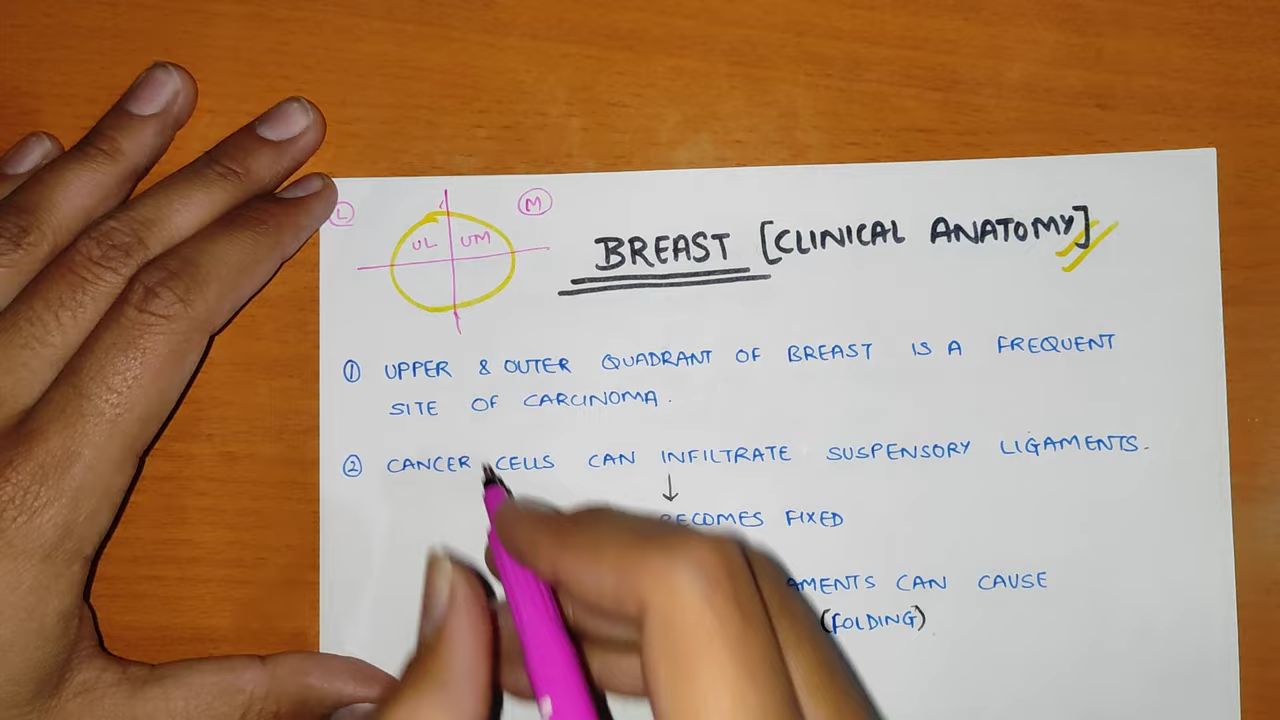 L
M
UL UM
BREAST [CLINICAL ANATOMY]
① UPPER & OUTER QUADRANT OF BREAST IS A FREQUENT
SITE OF CARCINOMA.
② CANCER CELLS CAN INFILTRATE SUSPENSORY LIGAMENTS.
↓
BECOMES FIXED
CAN CAUSE
(FOLDING)